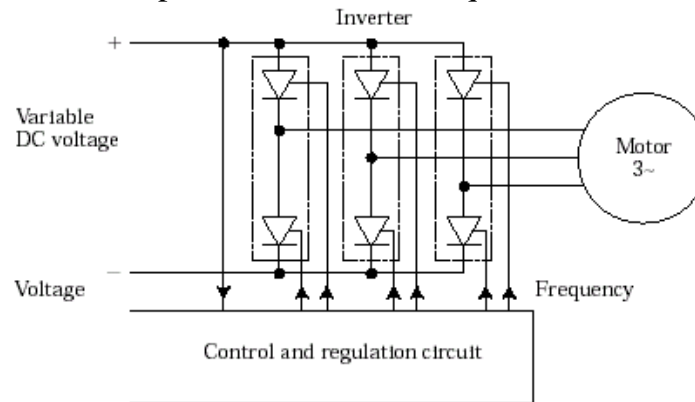 Inverter
+
Variable
DC voltage
Motor
3~
−
Voltage
Frequency
Control and regulation circuit